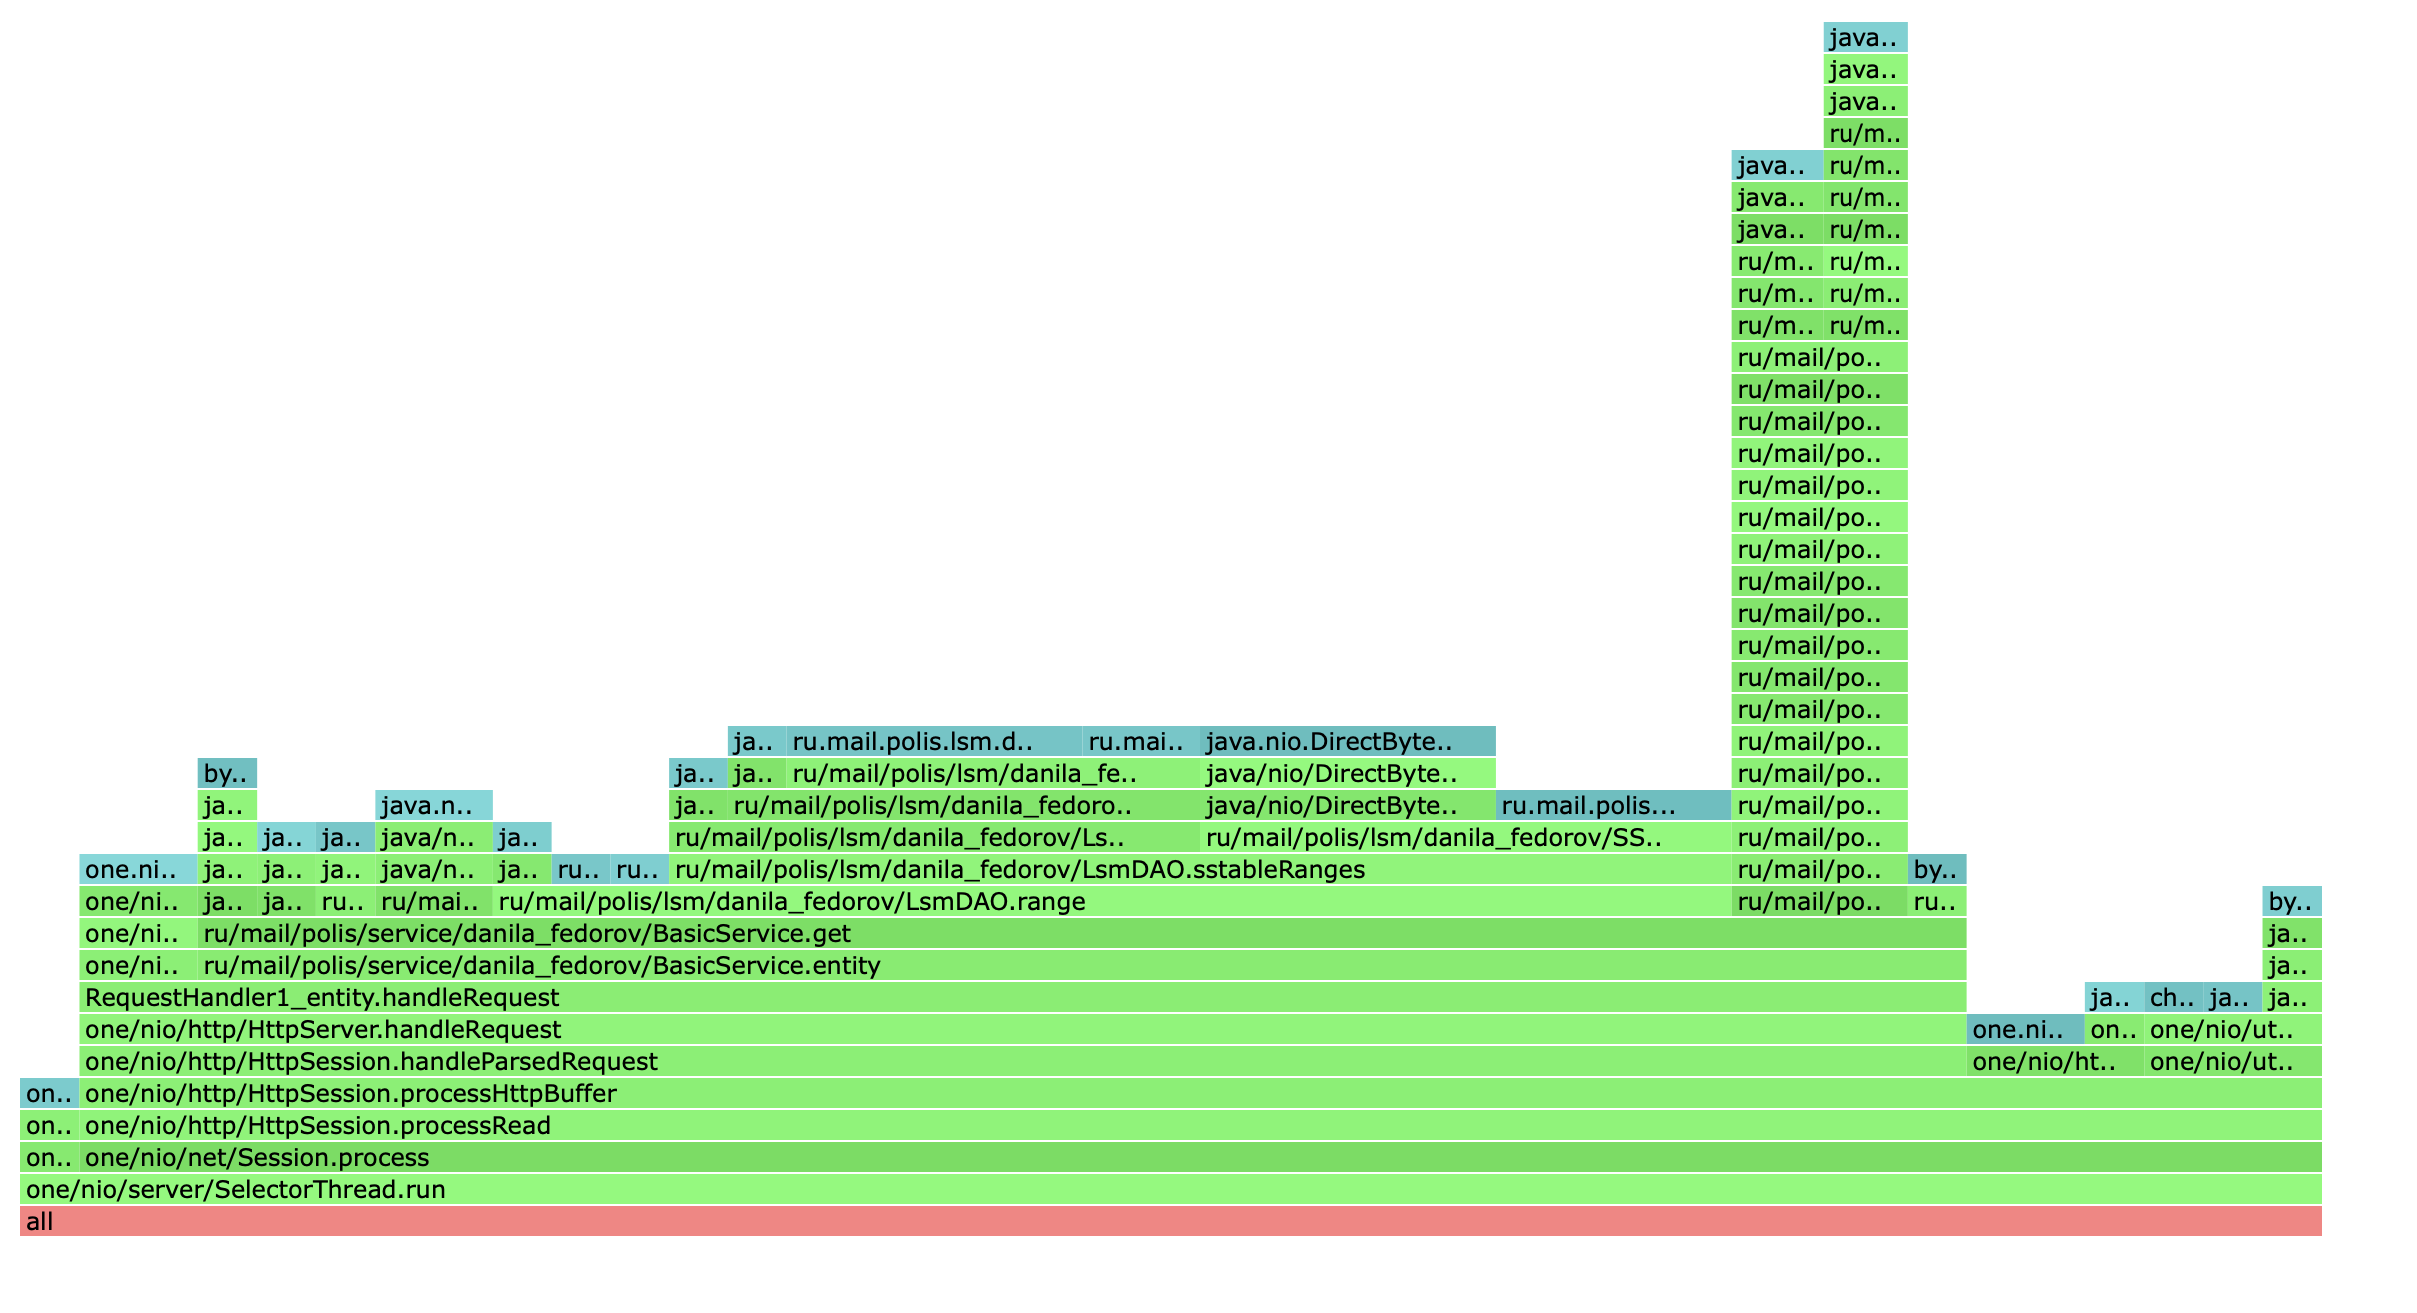 java..
java..
java..
ru/m..
java.. ru/m..
java.. ru/m..
java.. ru/m..
ru/m.. ru/m..
ru/m.. ru/m..
ru/m.. ru/m..
ru/mail/po..
ru/mail/po..
ru/mail/po..
ru/mail/po..
ru/mail/po..
ru/mail/po..
ru/mail/po..
ru/mail/po..
ru/mail/po..
ru/mail/po..
ru/mail/po..
ru/mail/po..
ja.. ru.mail.polis.lsm.d.. ru.mai.. java.nio.DirectByte.. ru/mail/po..
by.. ja.. ja.. ru/mail/polis/lsm/danila_fe.. java/nio/DirectByte.. ru/mail/po..
ja.. java.n.. ja.. ru/mail/polis/lsm/danila_fedoro.. java/nio/DirectByte.. ru.mail.polis... ru/mail/po..
ja.. ja.. ja.. java/n.. ja.. ru/mail/polis/lsm/danila_fedorov/Ls.. ru/mail/polis/lsm/danila_fedorov/SS.. ru/mail/po..
one.ni.. ja.. ja.. ja.. java/n.. ja.. ru.. ru.. ru/mail/polis/lsm/danila_fedorov/LsmDAO.sstableRanges ru/mail/po.. by..
one/ni.. ja.. ja.. ru.. ru/mai.. ru/mail/polis/lsm/danila_fedorov/LsmDAO.range ru/mail/po.. ru.. by..
one/ni.. ru/mail/polis/service/danila_fedorov/BasicService.get ja..
one/ni.. ru/mail/polis/service/danila_fedorov/BasicService.entity ja..
RequestHandler1_entity.handleRequest ja.. ch.. ja.. ja..
one/nio/http/HttpServer.handleRequest one.ni.. on.. one/nio/ut..
one/nio/http/HttpSession.handleParsedRequest one/nio/ht.. one/nio/ut..
on.. one/nio/http/HttpSession.processHttpBuffer
on.. one/nio/http/HttpSession.processRead
on.. one/nio/net/Session.process
one/nio/server/SelectorThread.run
all